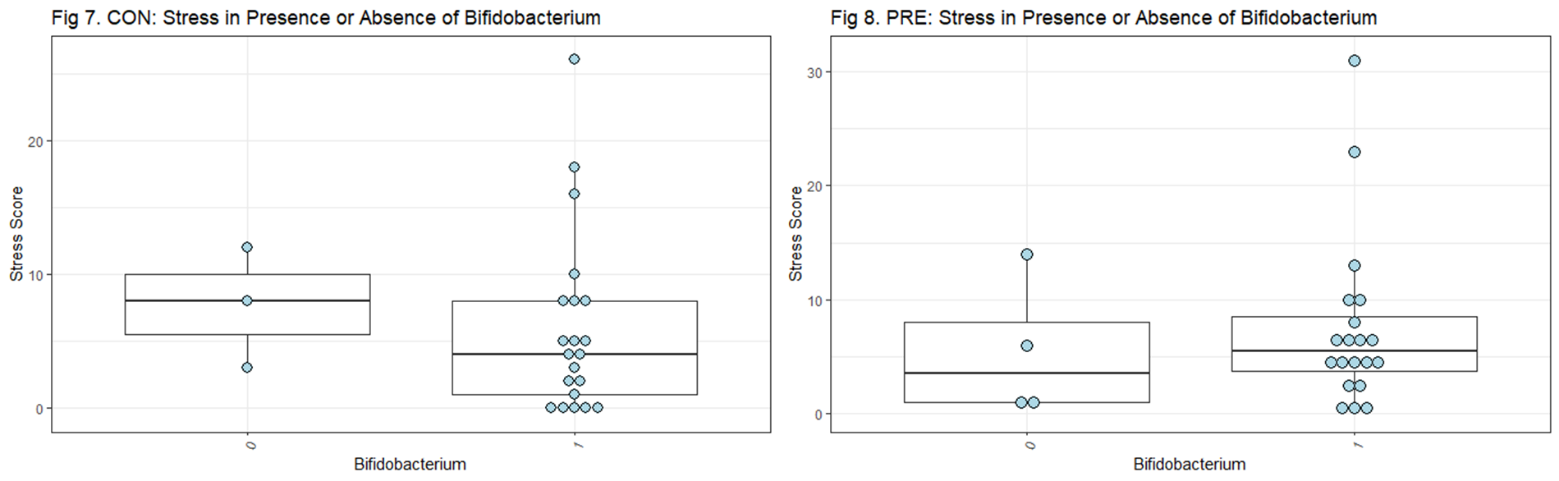 Fig 7. CON: Stress in Presence or Absence of Bifidobacterium
Stress Score
20
10
0
0
1
Bifidobacterium
Fig 8. PRE: Stress in Presence or Absence of Bifidobacterium
Stress Score
30
20
10
0
0
1
Bifidobacterium